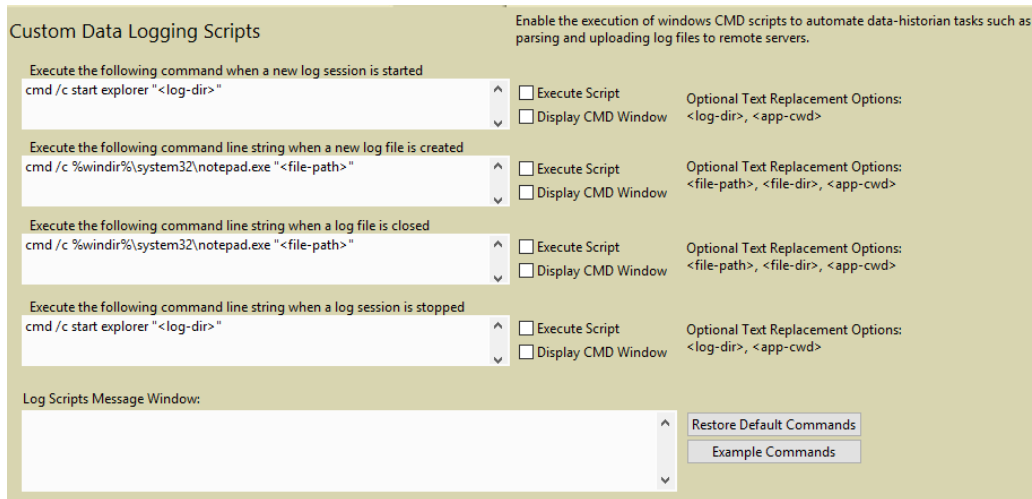 Custom Data Logging Scripts
Enable the execution of windows CMD scripts to automate data-historian tasks such as
parsing and uploading log files to remote servers.
Execute the following command when a new log session is started
cmd /c start explorer "<log-dir>"
Execute Script
Display CMD Window
Optional Text Replacement Options:
<log-dir>, <app-cwd>
Execute the following command line string when a new log file is created
cmd /c %windir%\system32\notepad.exe "<file-path>"
Execute Script
Display CMD Window
Optional Text Replacement Options:
<file-path>, <file-dir>, <app-cwd>
Execute the following command line string when a log file is closed
cmd /c %windir%\system32\notepad.exe "<file-path>"
Execute Script
Display CMD Window
Optional Text Replacement Options:
<file-path>, <file-dir>, <app-cwd>
Execute the following command line string when a log session is stopped
cmd /c start explorer "<log-dir>"
Execute Script
Display CMD Window
Optional Text Replacement Options:
<log-dir>, <app-cwd>
Log Scripts Message Window:
Restore Default Commands
Example Commands